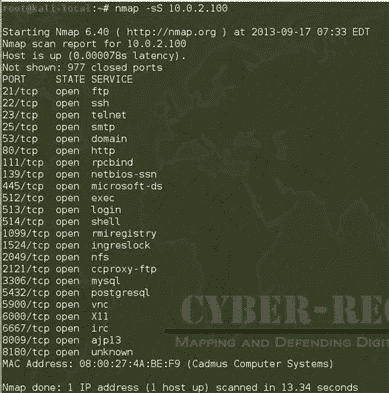 root@kali-local:~# nmap -sS 10.0.2.100
Starting Nmap 6.40 ( http://nmap.org ) at 2013-09-17 07:33 EDT
Nmap scan report for 10.0.2.100
Host is up (0.000078s latency).
Not shown: 977 closed ports
PORT STATE SERVICE
21/tcp open ftp
22/tcp open ssh
23/tcp open telnet
25/tcp open smtp
53/tcp open domain
80/tcp open http
111/tcp open rpcbind
139/tcp open netbios-ssn
445/tcp open microsoft-ds
512/tcp open exec
513/tcp open login
514/tcp open shell
1099/tcp open rmiregistry
1524/tcp open ingreslock
2049/tcp open nfs
2121/tcp open ccproxy-ftp
3306/tcp open mysql
5432/tcp open postgresql
5900/tcp open vnc
6000/tcp open X11
6667/tcp open irc
8009/tcp open ajp13
8180/tcp open unknown
MAC Address: 08:00:27:4A:BE:F9 (Cadmus Computer Systems)
Nmap done: 1 IP address (1 host up) scanned in 13.34 seconds
CYBER-REC
MAPPING AND DEFENDING DIGIT